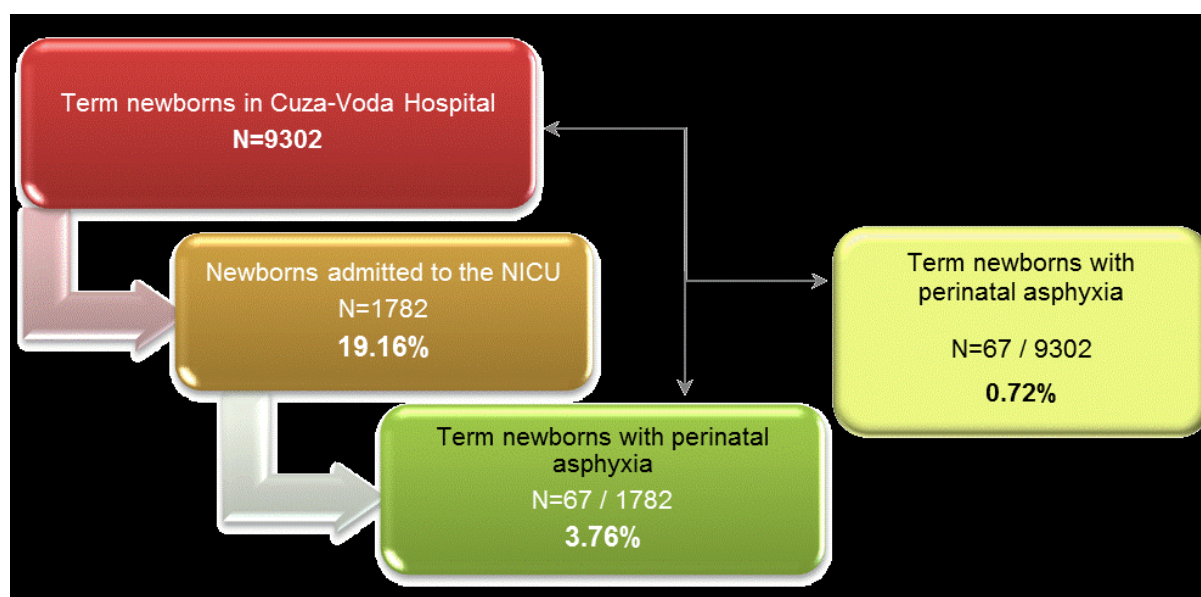 Term newborns in Cuza-Voda Hospital
N=9302
Newborns admitted to the NICU
N=1782
19.16%
Term newborns with perinatal
asphyxia
N=67 / 1782
3.76%
Term newborns with
perinatal asphyxia
N=67 / 9302
0.72%